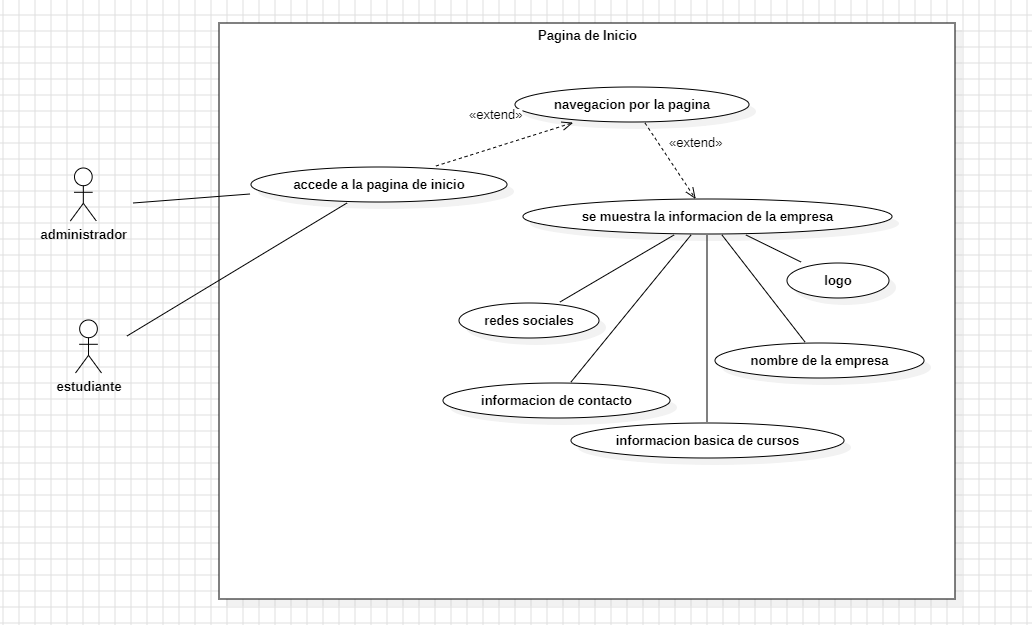 Pagina de Inicio
navegacion por la pagina
«extend»
«extend»
accede a la pagina de inicio
administrador
se muestra la informacion de la empresa
logo
redes sociales
nombre de la empresa
estudiante
informacion de contacto
informacion basica de cursos